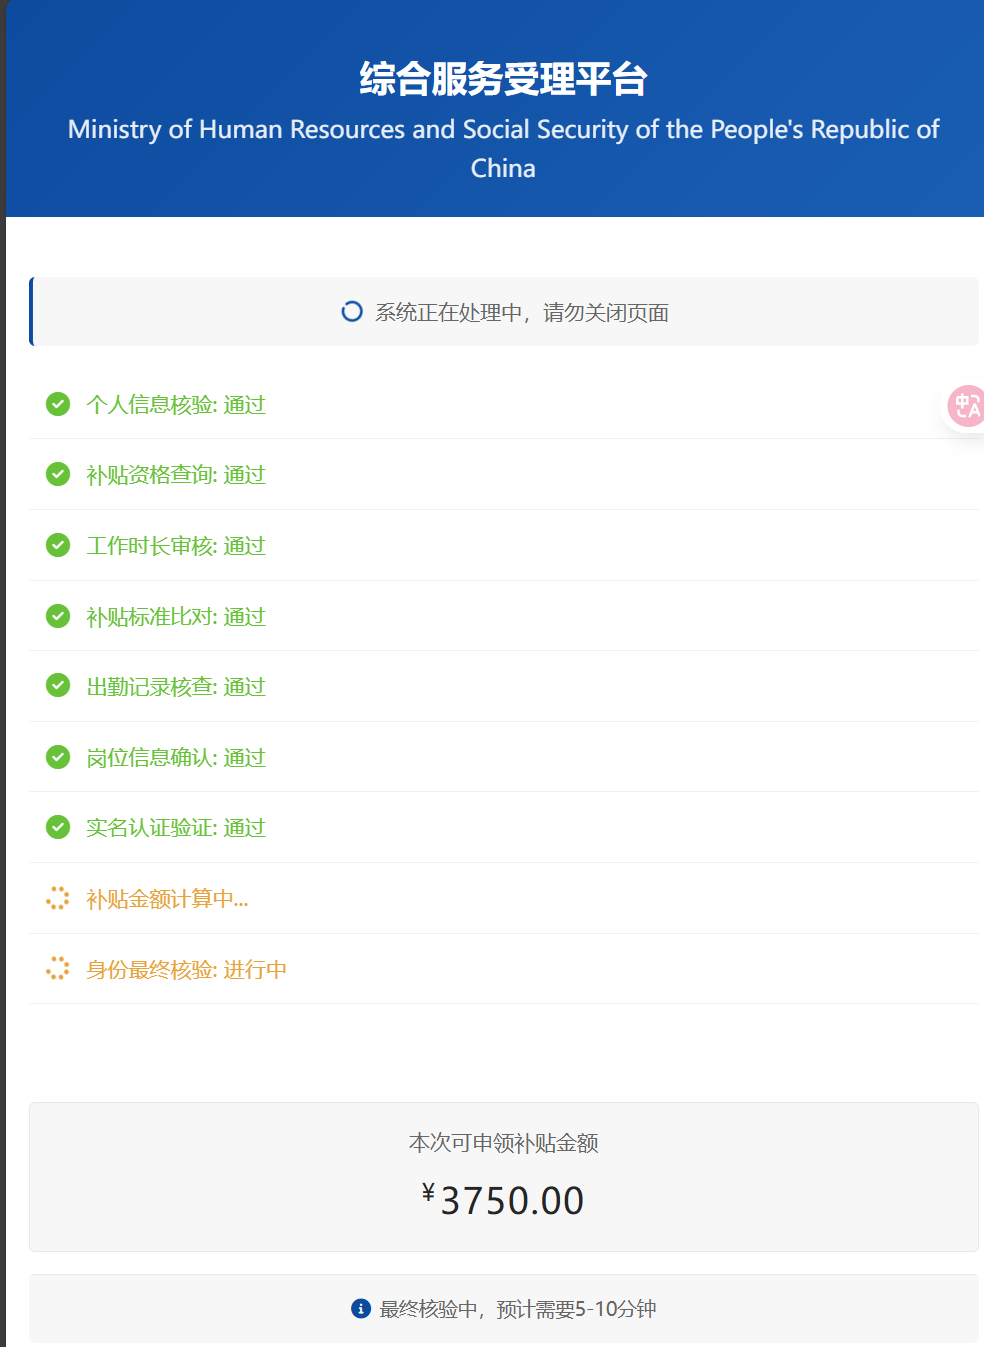 综合服务受理平台
Ministry of Human Resources and Social Security of the People's Republic of
China
系统正在处理中，请勿关闭页面
个人信息核验: 通过
中A
补贴资格查询: 通过
工作时长审核: 通过
补贴标准比对: 通过
出勤记录核查: 通过
岗位信息确认: 通过
实名认证验证: 通过
补贴金额计算中...
身份最终核验: 进行中
本次可申领补贴金额
¥3750.00
最终核验中，预计需要5-10分钟